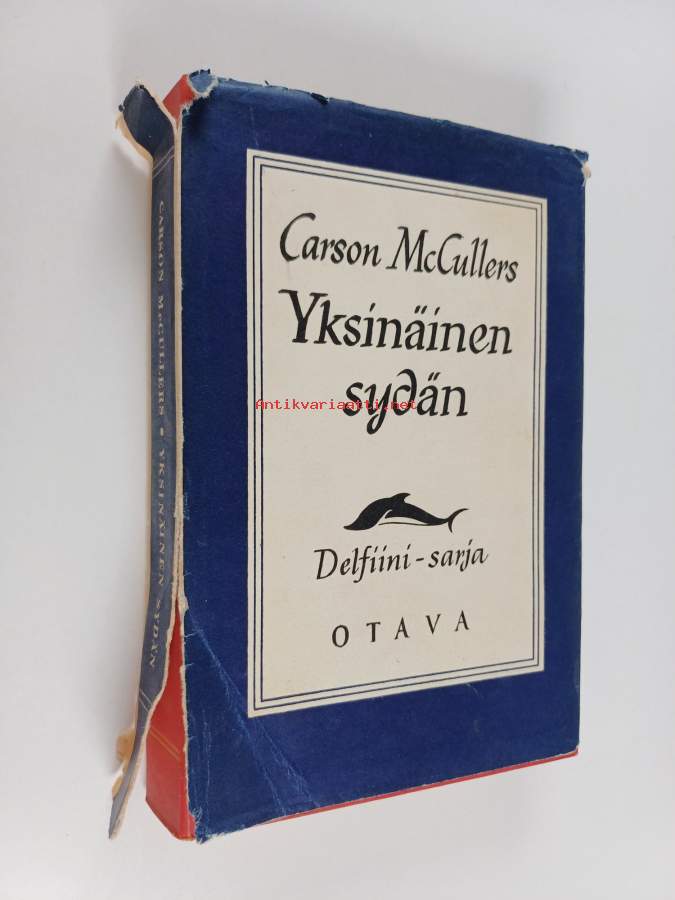 Carson McCullers
Yksinäinen
sydän
Antikvariaatti.net
Delfiini-sarja
OTAVA
CARSON McCULLERS • YKSINÄINEN SYDÄN